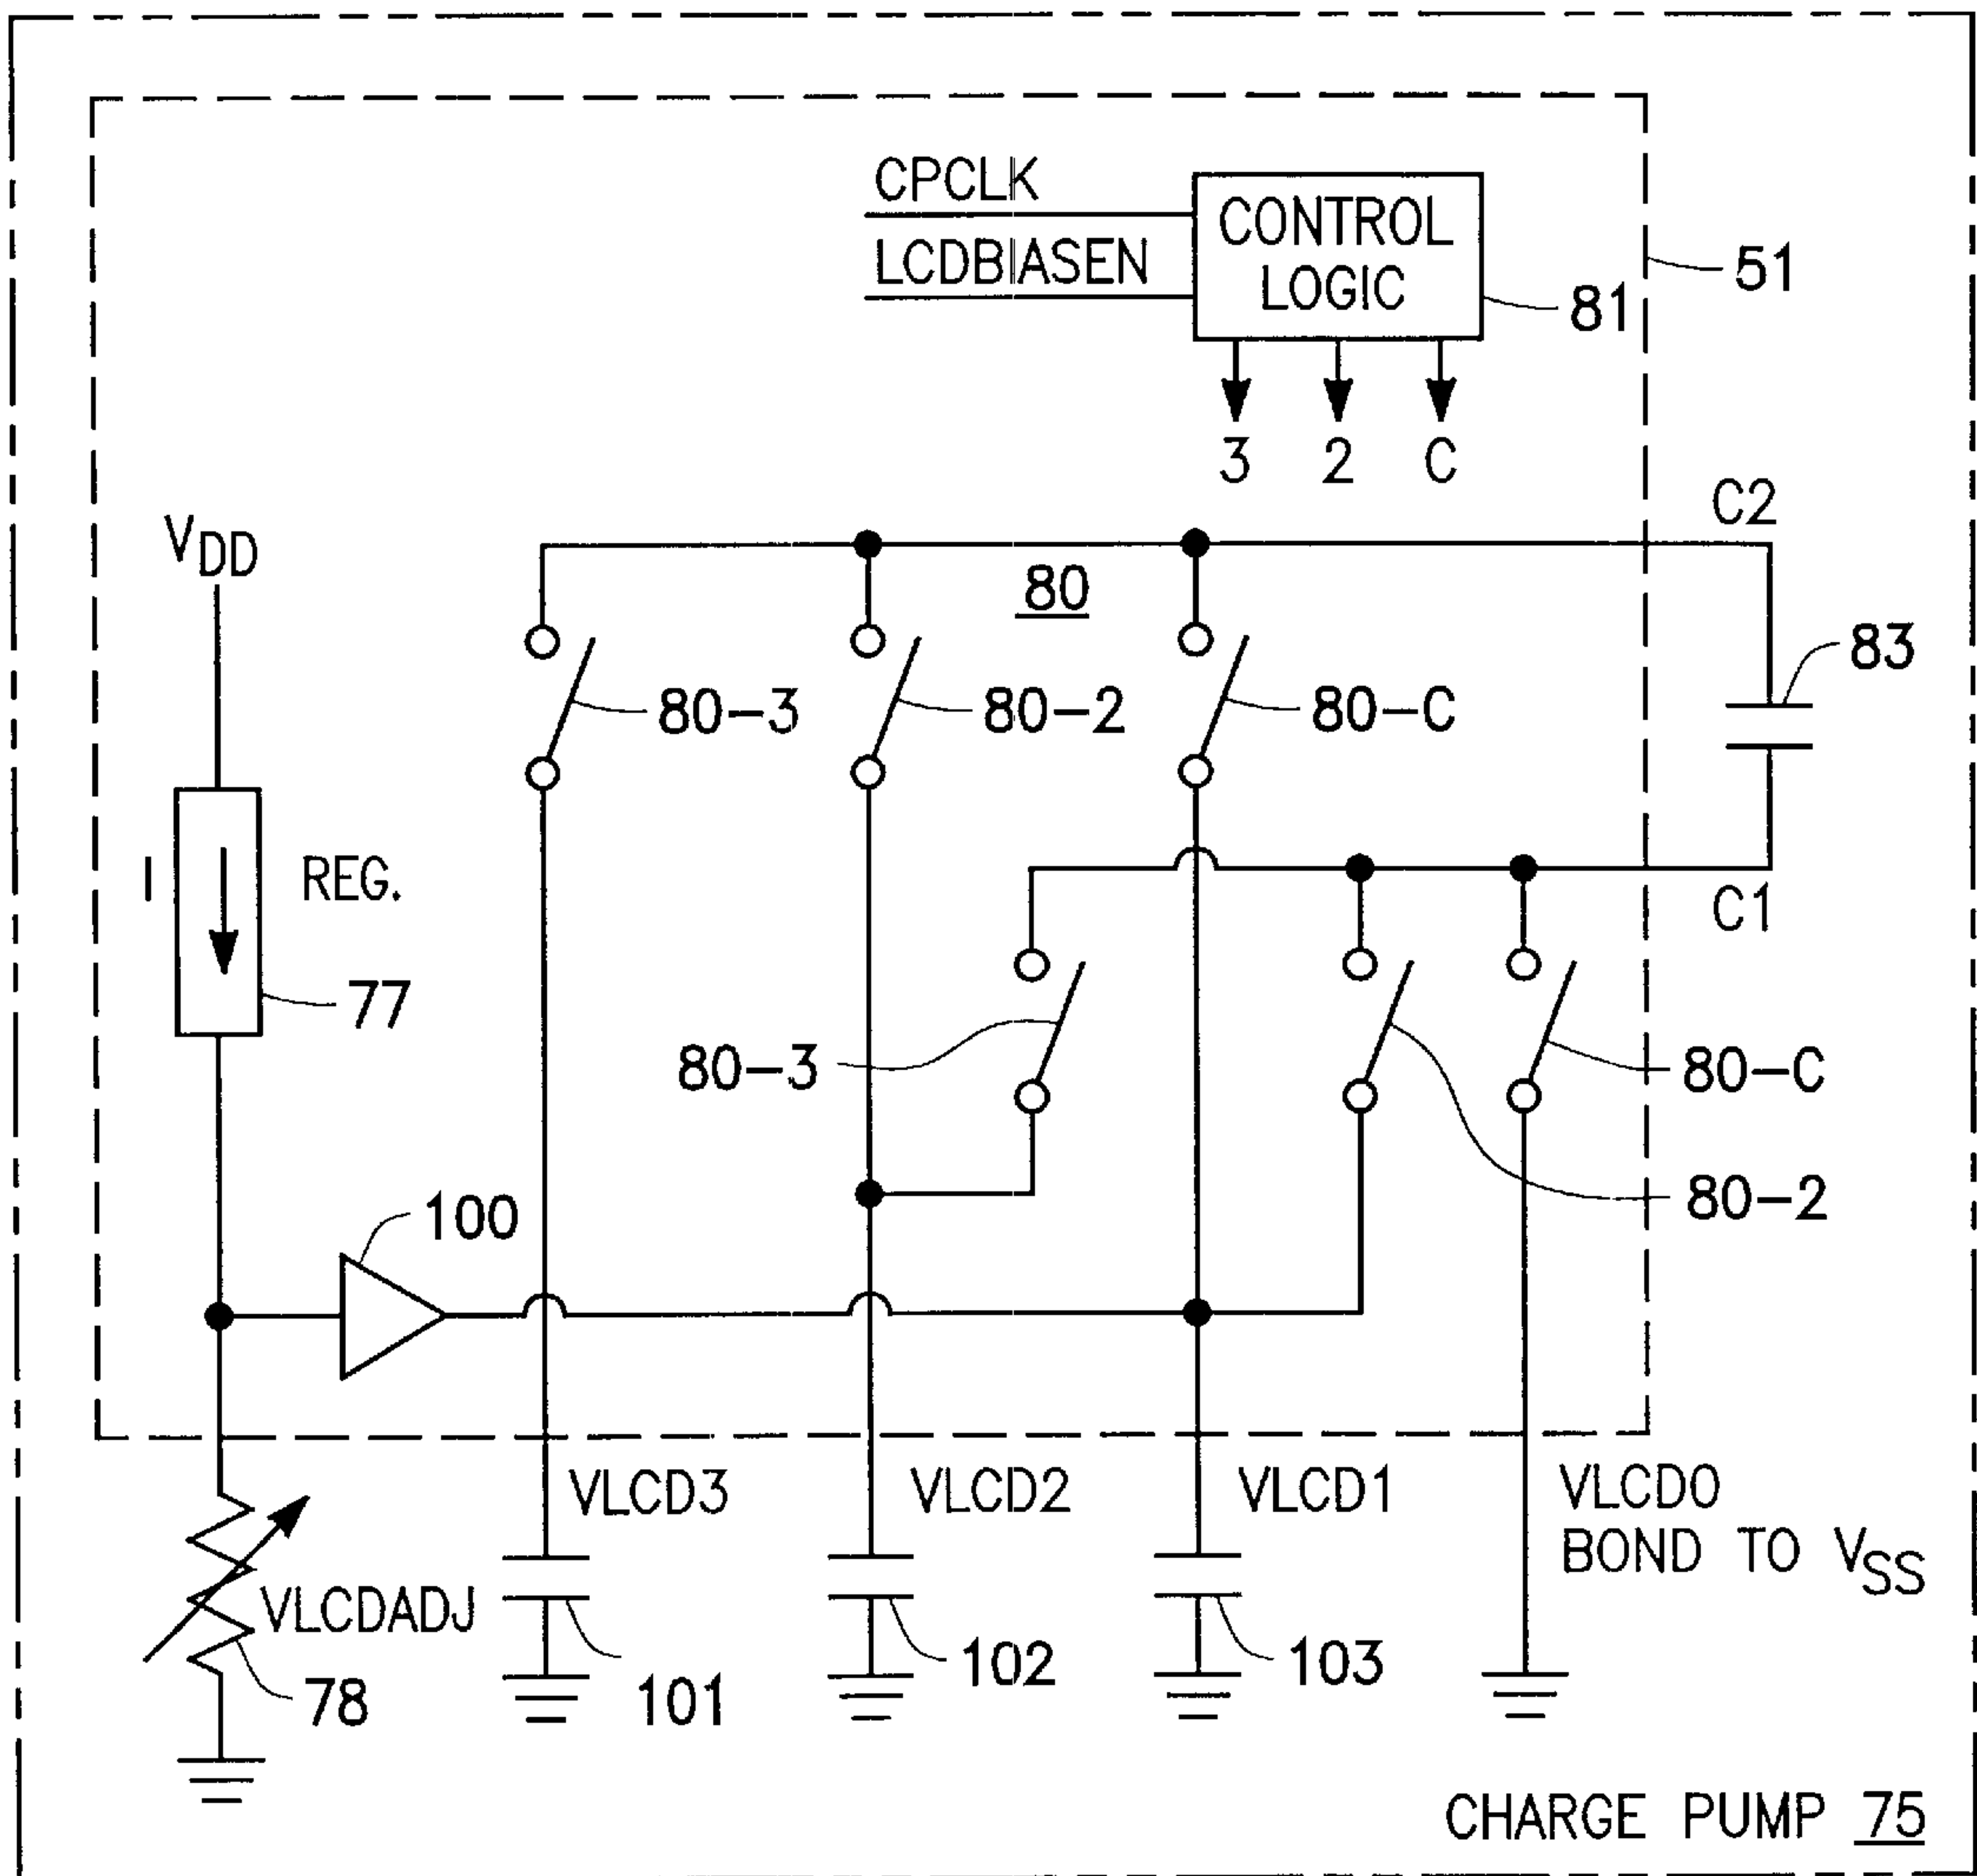 CPCLK
LCDBIASEN
CONTROL
LOGIC
51
81
3 2 C
C2
VDD
80
83
80-3
80-2
80-C
I
REG.
C1
77
80-3
80-C
80-2
100
VLCD3
VLCD2
VLCD1
VLCD0
BOND TO VSS
VLCDADJ
78
101
102
103
CHARGE PUMP 75